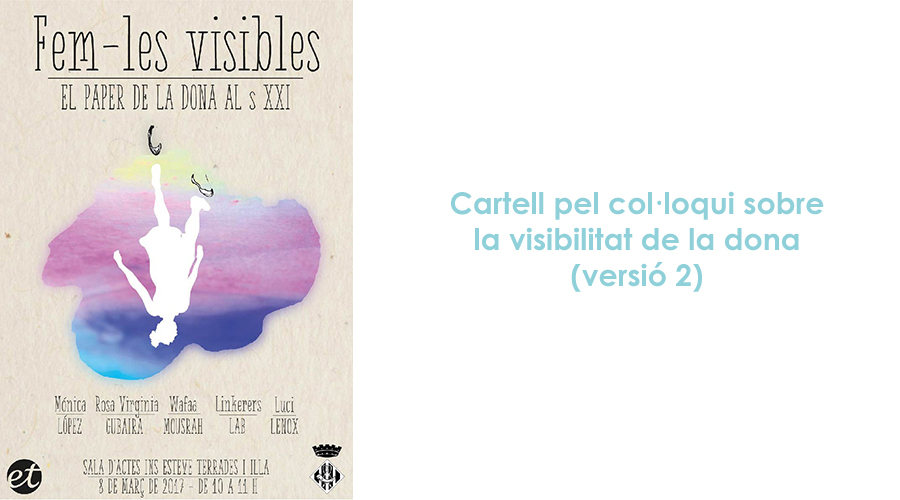 Fem-les visibles
EL PAPER DE LA DONA AL s XXI
Mónica Rosa Virginia Wafaa Linkerers Luci
LÓPEZ GUBAIRA MOUSRAH LAB LENOX
SALA D'ACTES INS ESTEVE TERRADES I ILLA
8 DE MARÇ DE 2017 - DE 10 A 11 H
et
Cartell pel col·loqui sobre
la visibilitat de la dona
(versió 2)